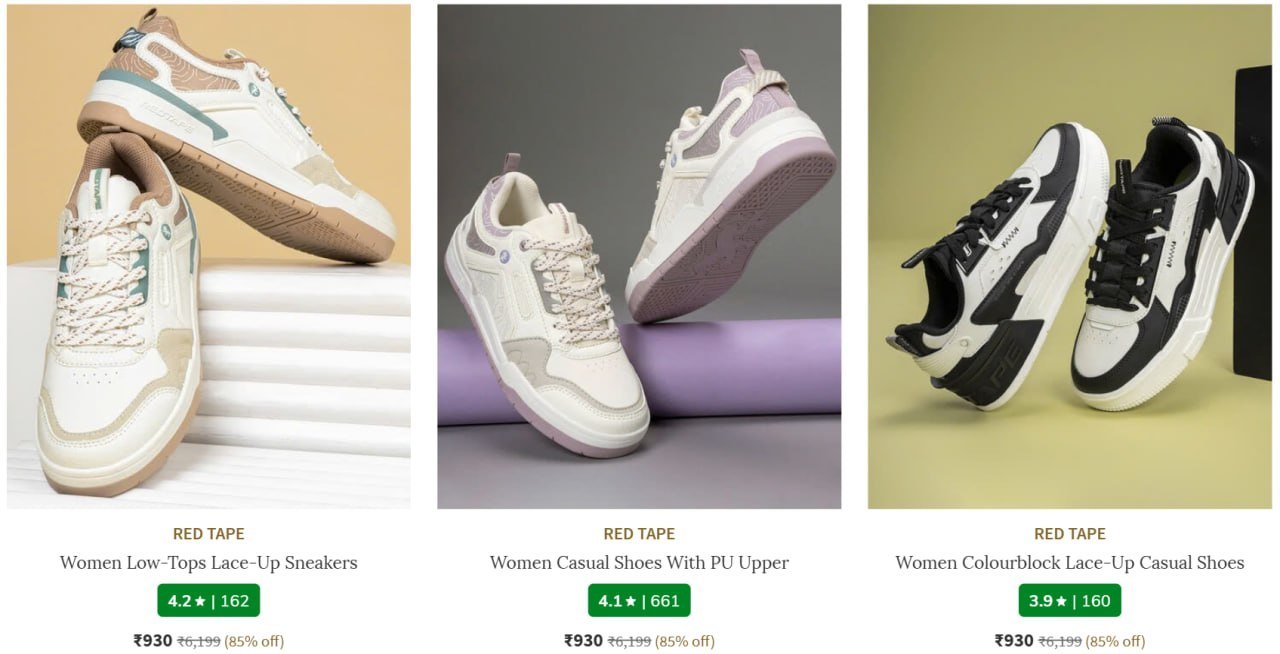 REDTAPE
REDTAPE
RED TAPE
Women Low-Tops Lace-Up Sneakers
4.2 ★ | 162
₹930 ₹6,199 (85% off)
RED TAPE
Women Casual Shoes With PU Upper
4.1 ★ | 661
₹930 ₹6,199 (85% off)
RED TAPE
Women Colourblock Lace-Up Casual Shoes
3.9 ★ | 160
₹930 ₹6,199 (85% off)